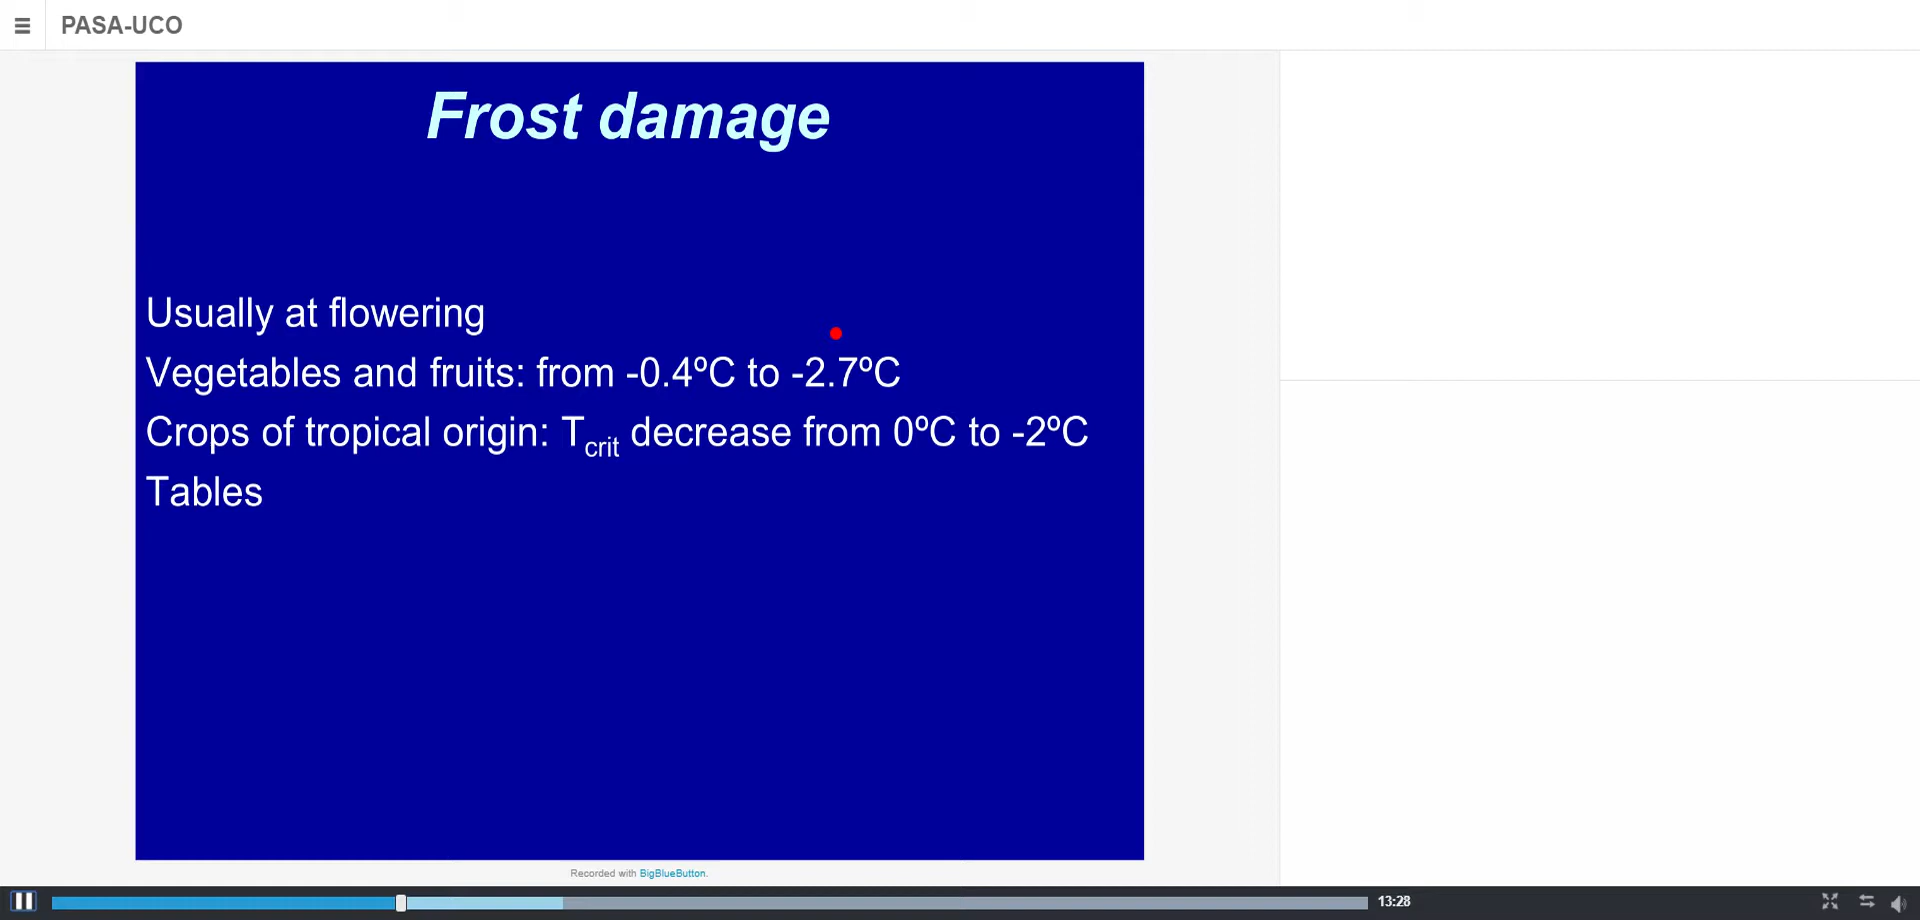 PASA-UCO
Frost damage
Usually at flowering
Vegetables and fruits: from -0.4ºC to -2.7ºC
Crops of tropical origin: Tcrit decrease from 0ºC to -2ºC
Tables
Recorded with BigBlueButton.
13:28